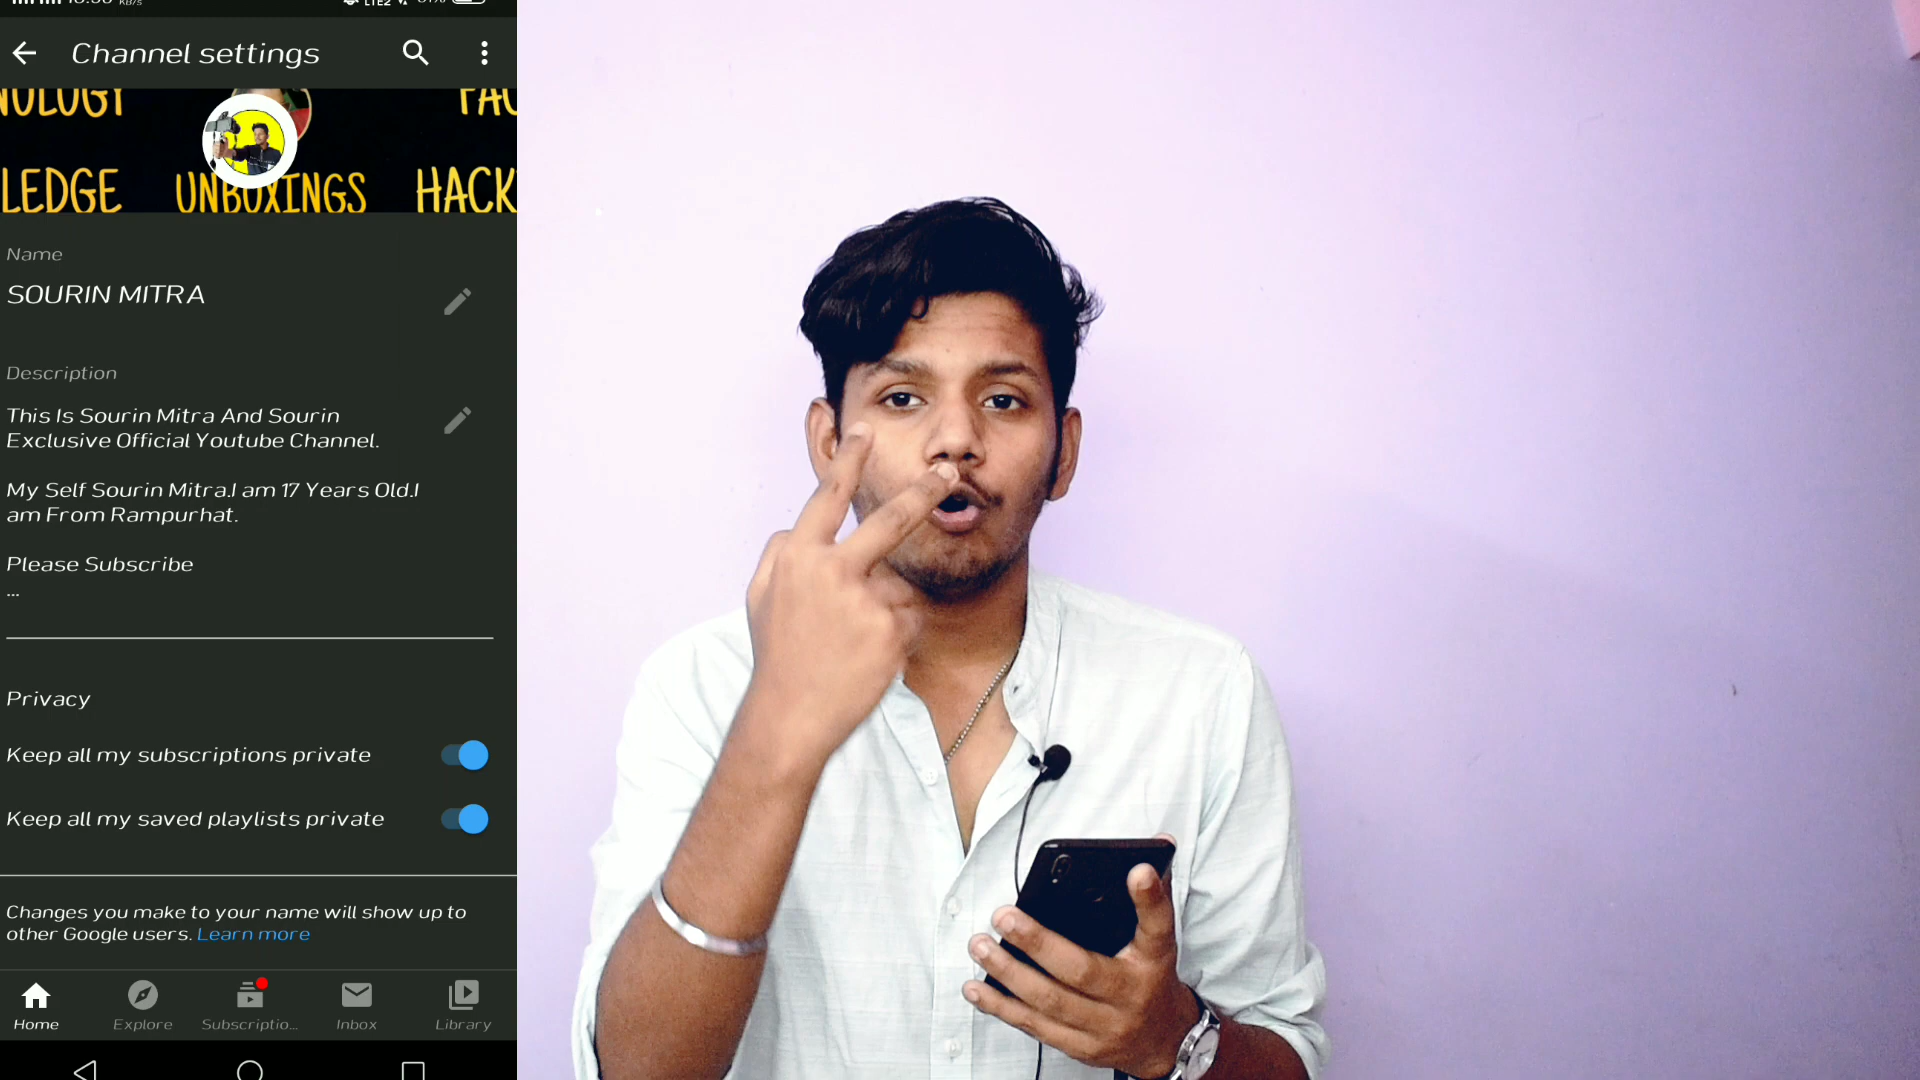 KB/s LTE2
Channel settings
NOLOGY
LEDGE UNBOXINGS HACK
Name
SOURIN MITRA
Description
This Is Sourin Mitra And Sourin
Exclusive Official Youtube Channel.
My Self Sourin Mitra.I am 17 Years Old.I
am From Rampurhat.
Please Subscribe
...
Privacy
Keep all my subscriptions private
Keep all my saved playlists private
Changes you make to your name will show up to
other Google users. Learn more
Home Explore Subscriptio... Inbox Library